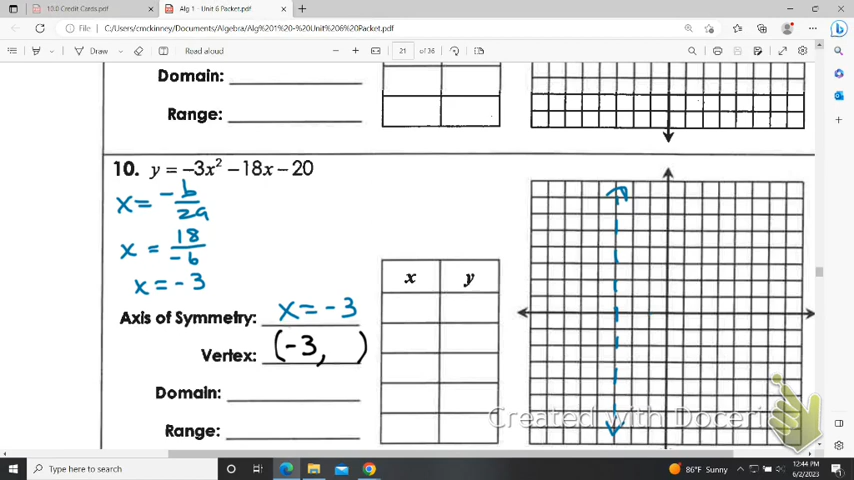 10.0 Credit Cards.pdf
Alg 1 - Unit 6 Packet.pdf
File
C:/Users/cmckinney/Documents/Algebra/Alg%201%20-%20Unit%206%20Packet.pdf
Draw
Read aloud
21 of 36
Domain:
Range:
10. y = -3x² - 18x - 20
x = -b/2a
x = 18/-6
x = -3
x y
Axis of Symmetry: x = -3
Vertex: (-3, )
Domain:
Range:
Created with Doceri
Type here to search
86°F Sunny
12:44 PM
6/2/2023